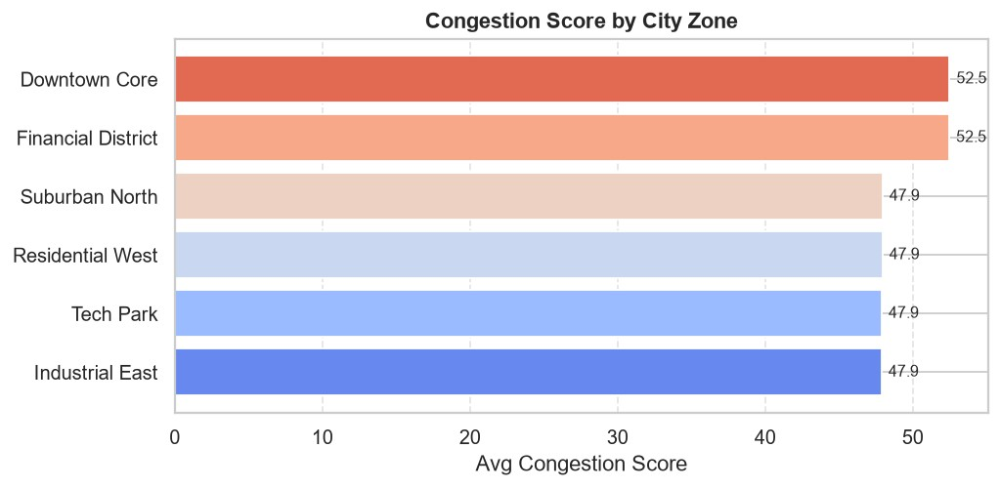 Congestion Score by City Zone
Downtown Core 52.5
Financial District 52.5
Suburban North 47.9
Residential West 47.9
Tech Park 47.9
Industrial East 47.9
0 10 20 30 40 50
Avg Congestion Score